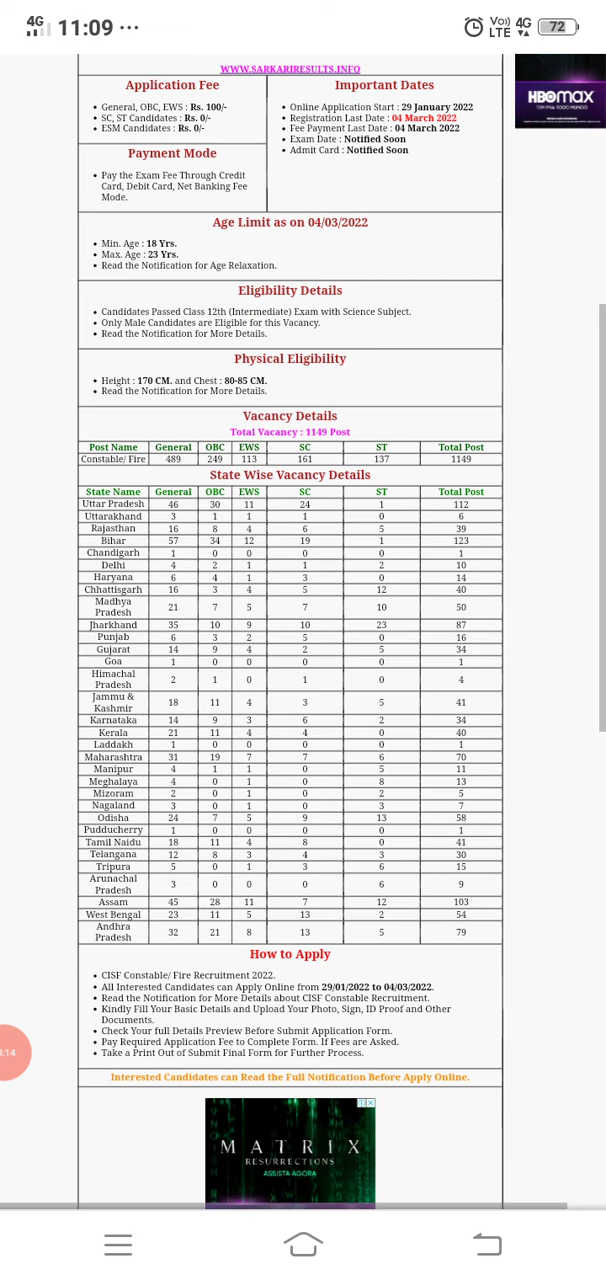 4G 11:09 ...
Vo)) LTE 4G 72
WWW.SARKARIRESULTS.INFO
HBOmax
Application Fee
• General, OBC, EWS : Rs. 100/-
• SC, ST Candidates : Rs. 0/-
• ESM Candidates : Rs. 0/-
Payment Mode
• Pay the Exam Fee Through Credit
Card, Debit Card, Net Banking Fee
Mode.
Important Dates
• Online Application Start : 29 January 2022
• Registration Last Date : 04 March 2022
• Fee Payment Last Date : 04 March 2022
• Exam Date : Notified Soon
• Admit Card : Notified Soon
Age Limit as on 04/03/2022
• Min. Age : 18 Yrs.
• Max. Age : 23 Yrs.
• Read the Notification for Age Relaxation.
Eligibility Details
• Candidates Passed Class 12th (Intermediate) Exam with Science Subject.
• Only Male Candidates are Eligible for this Vacancy.
• Read the Notification for More Details.
Physical Eligibility
• Height : 170 CM. and Chest : 80-85 CM.
• Read the Notification for More Details.
Vacancy Details
Total Vacancy : 1149 Post
Post Name General OBC EWS SC ST Total Post
Constable/ Fire 489 249 113 161 137 1149
State Wise Vacancy Details
State Name General OBC EWS SC ST Total Post
Uttar Pradesh 46 30 11 24 1 112
Uttarakhand 3 1 1 1 0 6
Rajasthan 16 8 4 6 5 39
Bihar 57 34 12 19 1 123
Chandigarh 1 0 0 0 0 1
Delhi 4 2 1 1 2 10
Haryana 6 4 1 3 0 14
Chhattisgarh 16 3 4 5 12 40
Madhya
Pradesh 21 7 5 7 10 50
Jharkhand 35 10 9 10 23 87
Punjab 6 3 2 5 0 16
Gujarat 14 9 4 2 5 34
Goa 1 0 0 0 0 1
Himachal
Pradesh 2 1 0 1 0 4
Jammu &
Kashmir 18 11 4 3 5 41
Karnataka 14 9 3 6 2 34
Kerala 21 11 4 4 0 40
Laddakh 1 0 0 0 0 1
Maharashtra 31 19 7 7 6 70
Manipur 4 1 1 0 5 11
Meghalaya 4 0 1 0 8 13
Mizoram 2 0 1 0 2 5
Nagaland 3 0 1 0 3 7
Odisha 24 7 5 9 13 58
Pudducherry 1 0 0 0 0 1
Tamil Naidu 18 11 4 8 0 41
Telangana 12 8 3 4 3 30
Tripura 5 0 1 3 6 15
Arunachal
Pradesh 3 0 0 0 6 9
Assam 45 28 11 7 12 103
West Bengal 23 11 5 13 2 54
Andhra
Pradesh 32 21 8 13 5 79
How to Apply
• CISF Constable/ Fire Recruitment 2022.
• All Interested Candidates can Apply Online from 29/01/2022 to 04/03/2022.
• Read the Notification for More Details about CISF Constable Recruitment.
• Kindly Fill Your Basic Details and Upload Your Photo, Sign, ID Proof and Other
Documents.
• Check Your full Details Preview Before Submit Application Form.
• Pay Required Application Fee to Complete Form. If Fees are Asked.
• Take a Print Out of Submit Final Form for Further Process.
:14
Interested Candidates can Read the Full Notification Before Apply Online.
MATRIX
RESURRECTIONS
ASSISTA AGORA